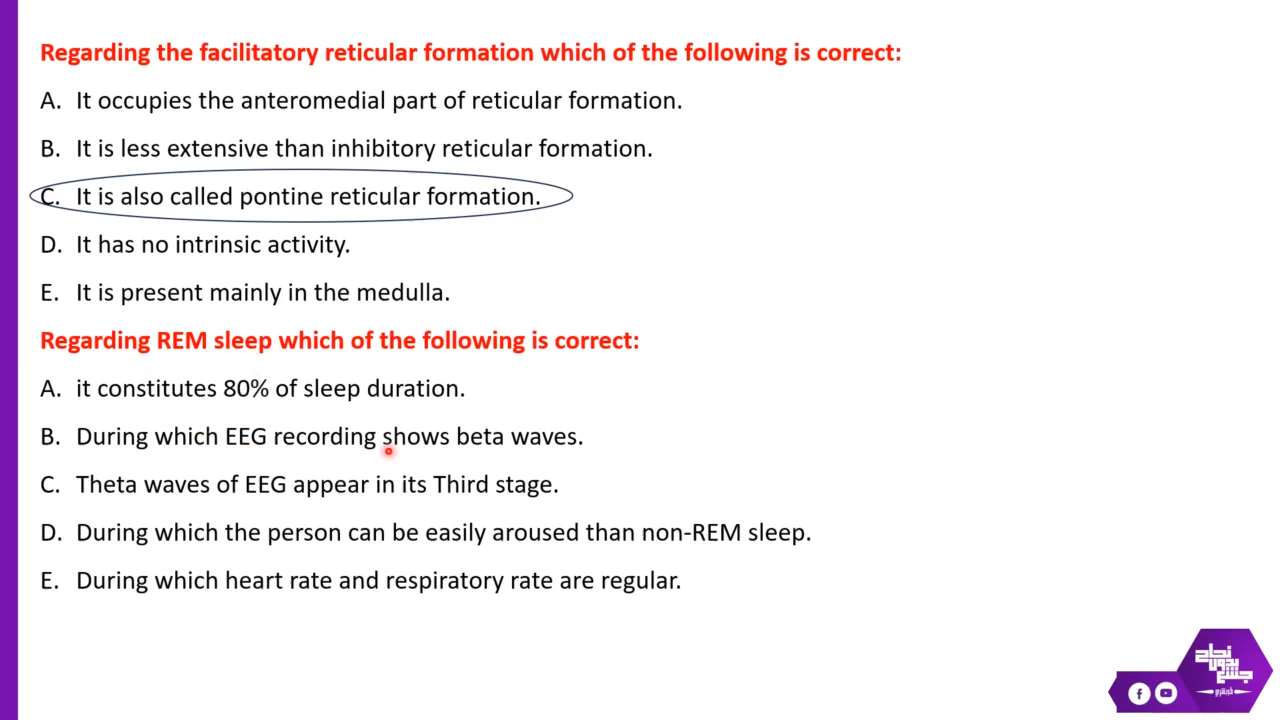 Regarding the facilitatory reticular formation which of the following is correct:
A. It occupies the anteromedial part of reticular formation.
B. It is less extensive than inhibitory reticular formation.
C. It is also called pontine reticular formation.
D. It has no intrinsic activity.
E. It is present mainly in the medulla.
Regarding REM sleep which of the following is correct:
A. it constitutes 80% of sleep duration.
B. During which EEG recording shows beta waves.
C. Theta waves of EEG appear in its Third stage.
D. During which the person can be easily aroused than non-REM sleep.
E. During which heart rate and respiratory rate are regular.
نجاح
بدون